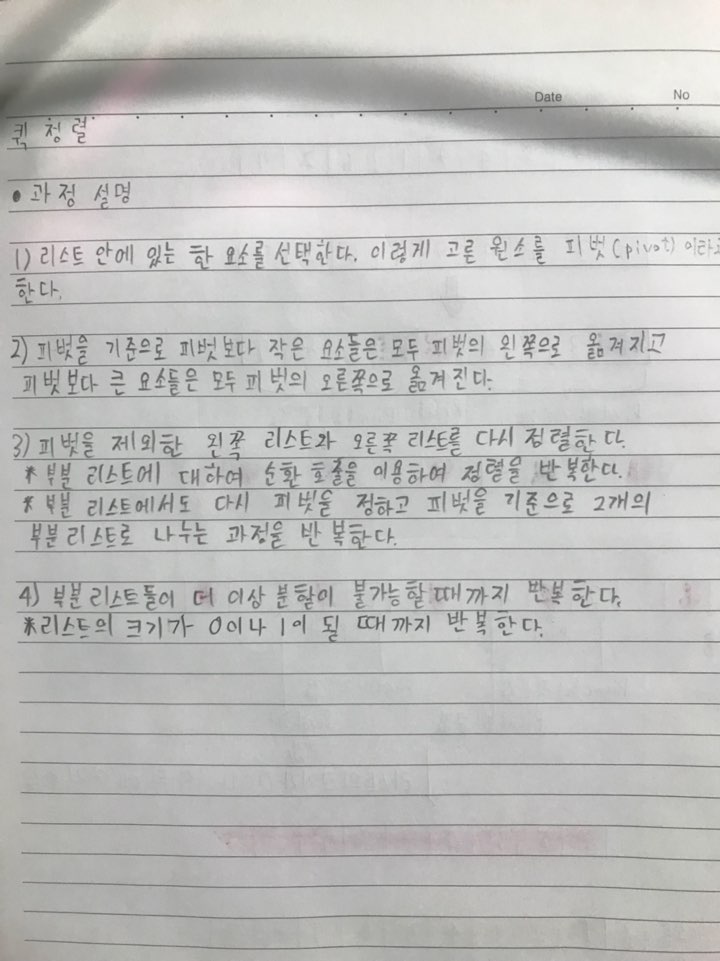 Date No
퀵 정렬
• 과정 설명
1) 리스트 안에 있는 한 요소를 선택한다. 이렇게 고른 원소를 피벗(pivot) 이라고
한다.
2) 피벗을 기준으로 피벗보다 작은 요소들은 모두 피벗의 왼쪽으로 옮겨지고
피벗보다 큰 요소들은 모두 피벗의 오른쪽으로 옮겨진다.
3) 피벗을 제외한 왼쪽 리스트와 오른쪽 리스트를 다시 정렬한다.
* 부분 리스트에 대하여 순환 호출을 이용하여 정렬을 반복한다.
* 부분 리스트에서도 다시 피벗을 정하고 피벗을 기준으로 2개의
부분리스트로 나누는 과정을 반복한다.
4) 부분리스트들이 더 이상 분할이 불가능할 때까지 반복한다.
*리스트의 크기가 0이나 1이 될 때까지 반복한다.